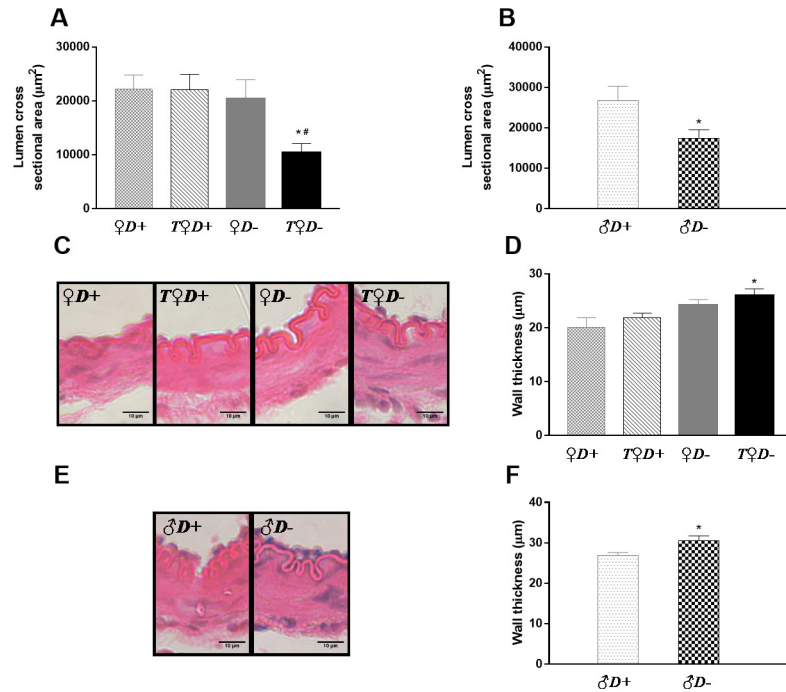 A
Lumen cross
sectional area (μm²)
30000
20000
10000
0
* #
♀D+ T♀D+ ♀D- T♀D-
B
Lumen cross
sectional area (μm²)
40000
30000
20000
10000
0
*
♂D+ ♂D-
C
♀D+ T♀D+ ♀D- T♀D-
10 μm 10 μm 10 μm 10 μm
D
Wall thickness (μm)
30
20
10
0
*
♀D+ T♀D+ ♀D- T♀D-
E
♂D+ ♂D-
10 μm 10 μm
F
Wall thickness (μm)
40
30
20
10
0
*
♂D+ ♂D-